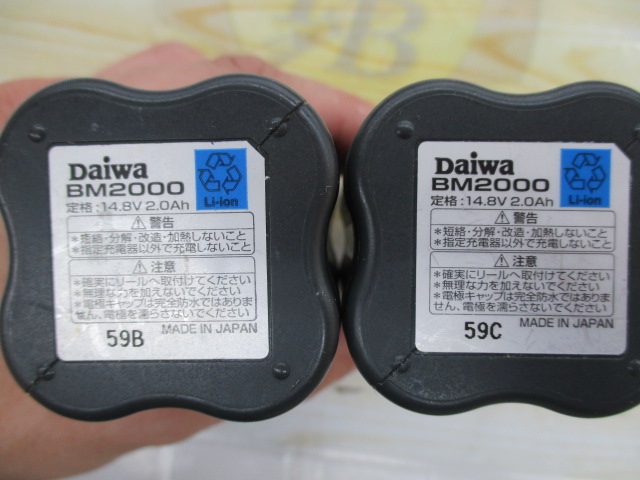 Daiwa
BM2000
Li-ion
定格:14.8V 2.0Ah
⚠警告
*短絡・分解・改造・加熱しないこと
*指定充電器以外で充電しないこと
⚠注意
*確実にリールへ取付けてください
*無理な力を加えないでください
*電極キャップは完全防水ではありませ
ん、電極を濡らさないでください
59B MADE IN JAPAN
Daiwa
BM2000
Li-ion
定格:14.8V 2.0Ah
⚠警告
*短絡・分解・改造・加熱しないこと
*指定充電器以外で充電しないこと
⚠注意
*確実にリールへ取付けてください
*無理な力を加えないでください
*電極キャップは完全防水ではありませ
ん、電極を濡らさないでください
59C MADE IN JAPAN